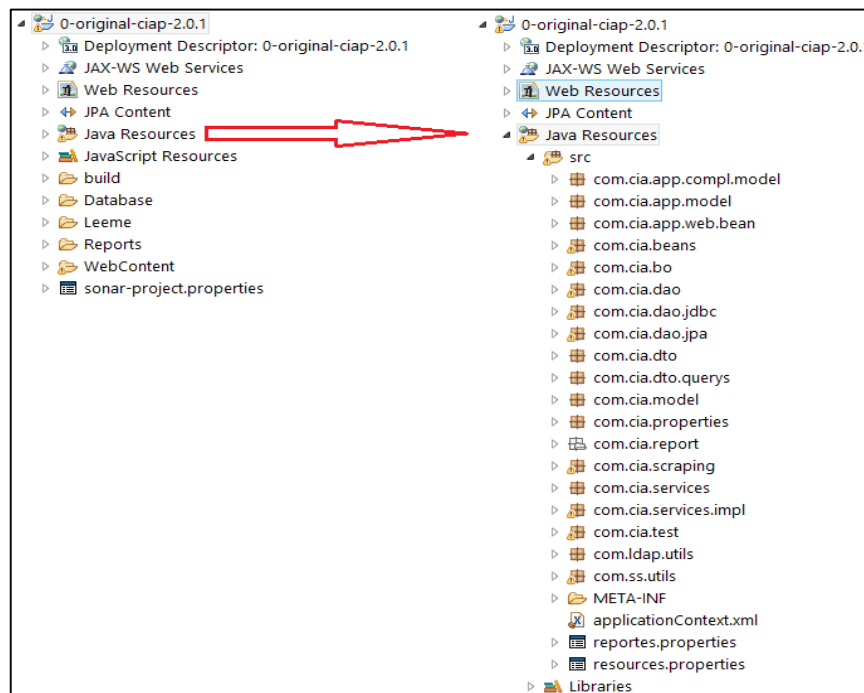 0-original-ciap-2.0.1
Deployment Descriptor: 0-original-ciap-2.0.1
JAX-WS Web Services
Web Resources
JPA Content
Java Resources
JavaScript Resources
build
Database
Leeme
Reports
WebContent
sonar-project.properties
0-original-ciap-2.0.1
Deployment Descriptor: 0-original-ciap-2.0.
JAX-WS Web Services
Web Resources
JPA Content
Java Resources
src
com.cia.app.compl.model
com.cia.app.model
com.cia.app.web.bean
com.cia.beans
com.cia.bo
com.cia.dao
com.cia.dao.jdbc
com.cia.dao.jpa
com.cia.dto
com.cia.dto.querys
com.cia.model
com.cia.properties
com.cia.report
com.cia.scraping
com.cia.services
com.cia.services.impl
com.cia.test
com.ldap.utils
com.ss.utils
META-INF
applicationContext.xml
reportes.properties
resources.properties
Libraries